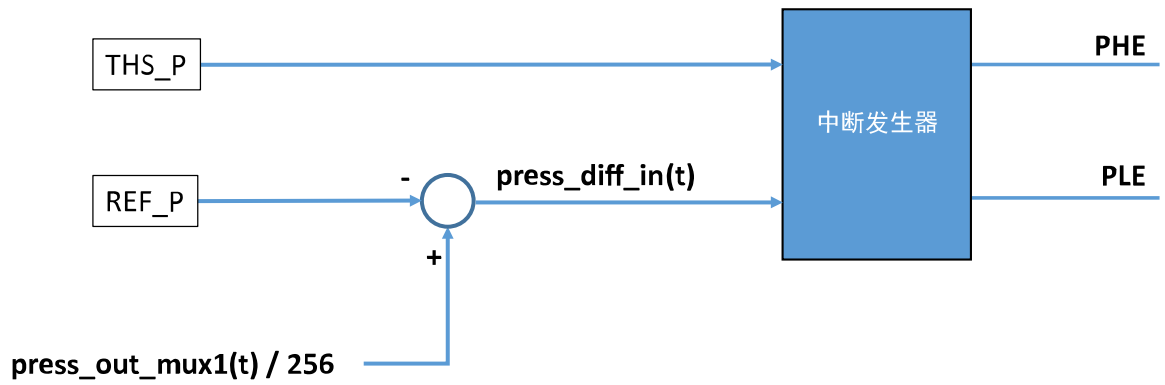 THS_P
PHE
中断发生器
REF_P
-
press_diff_in(t)
PLE
+
press_out_mux1(t) / 256